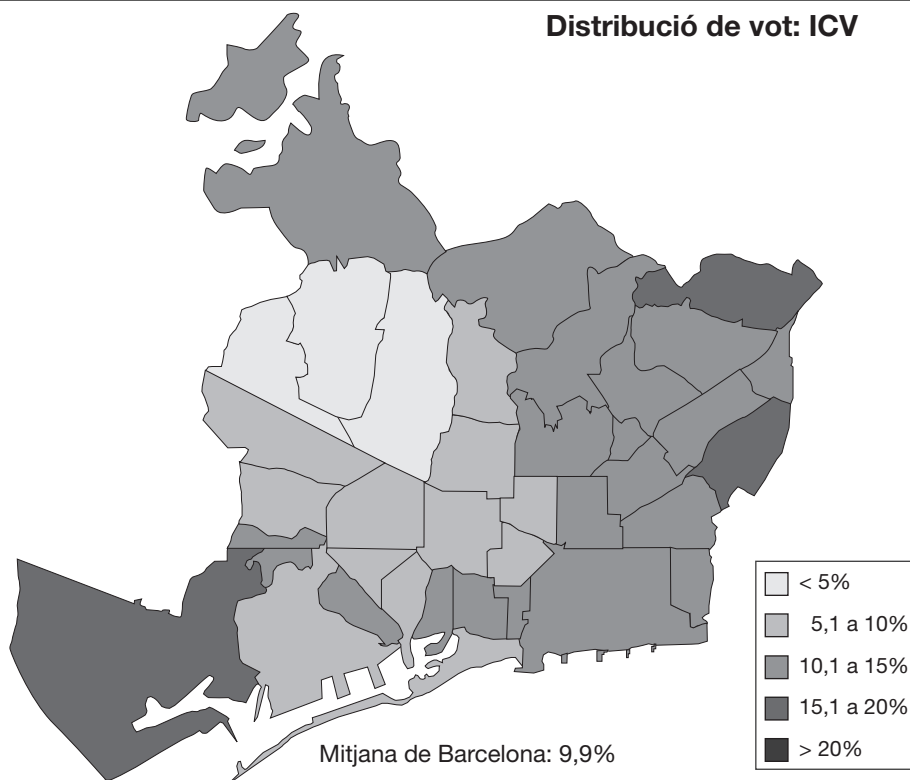 Distribució de vot: ICV
< 5%
5,1 a 10%
10,1 a 15%
15,1 a 20%
> 20%
Mitjana de Barcelona: 9,9%